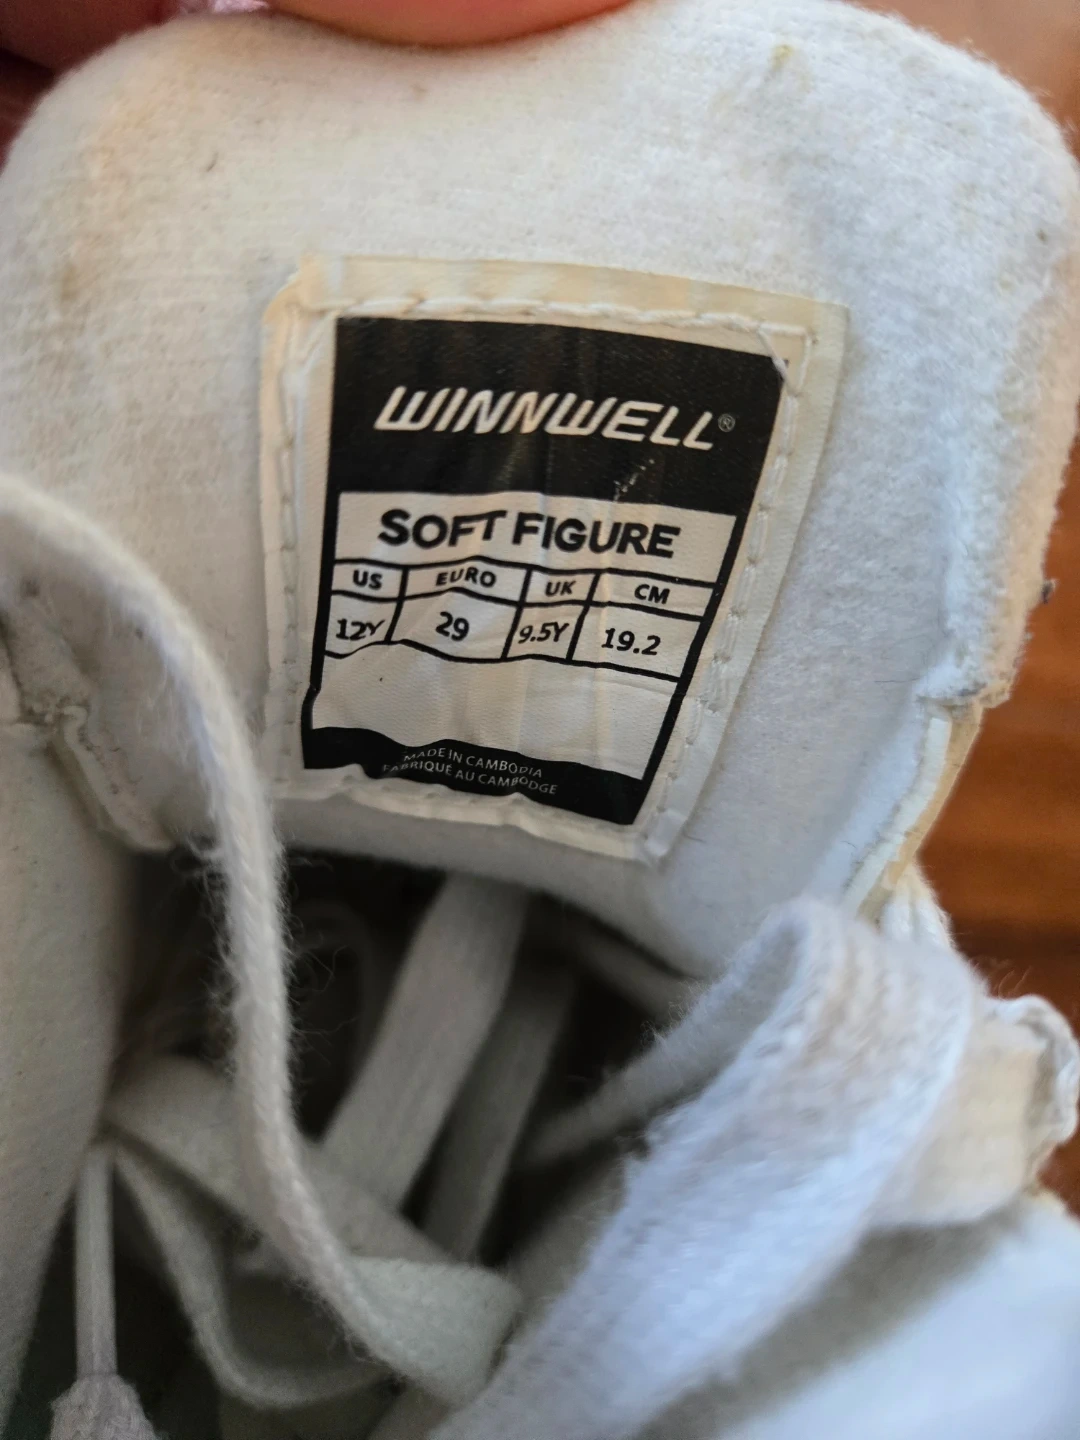 WINNWELL®
SOFT FIGURE
US EURO UK CM
12Y 29 9.5Y 19.2
MADE IN CAMBODIA
FABRIQUE AU CAMBODGE